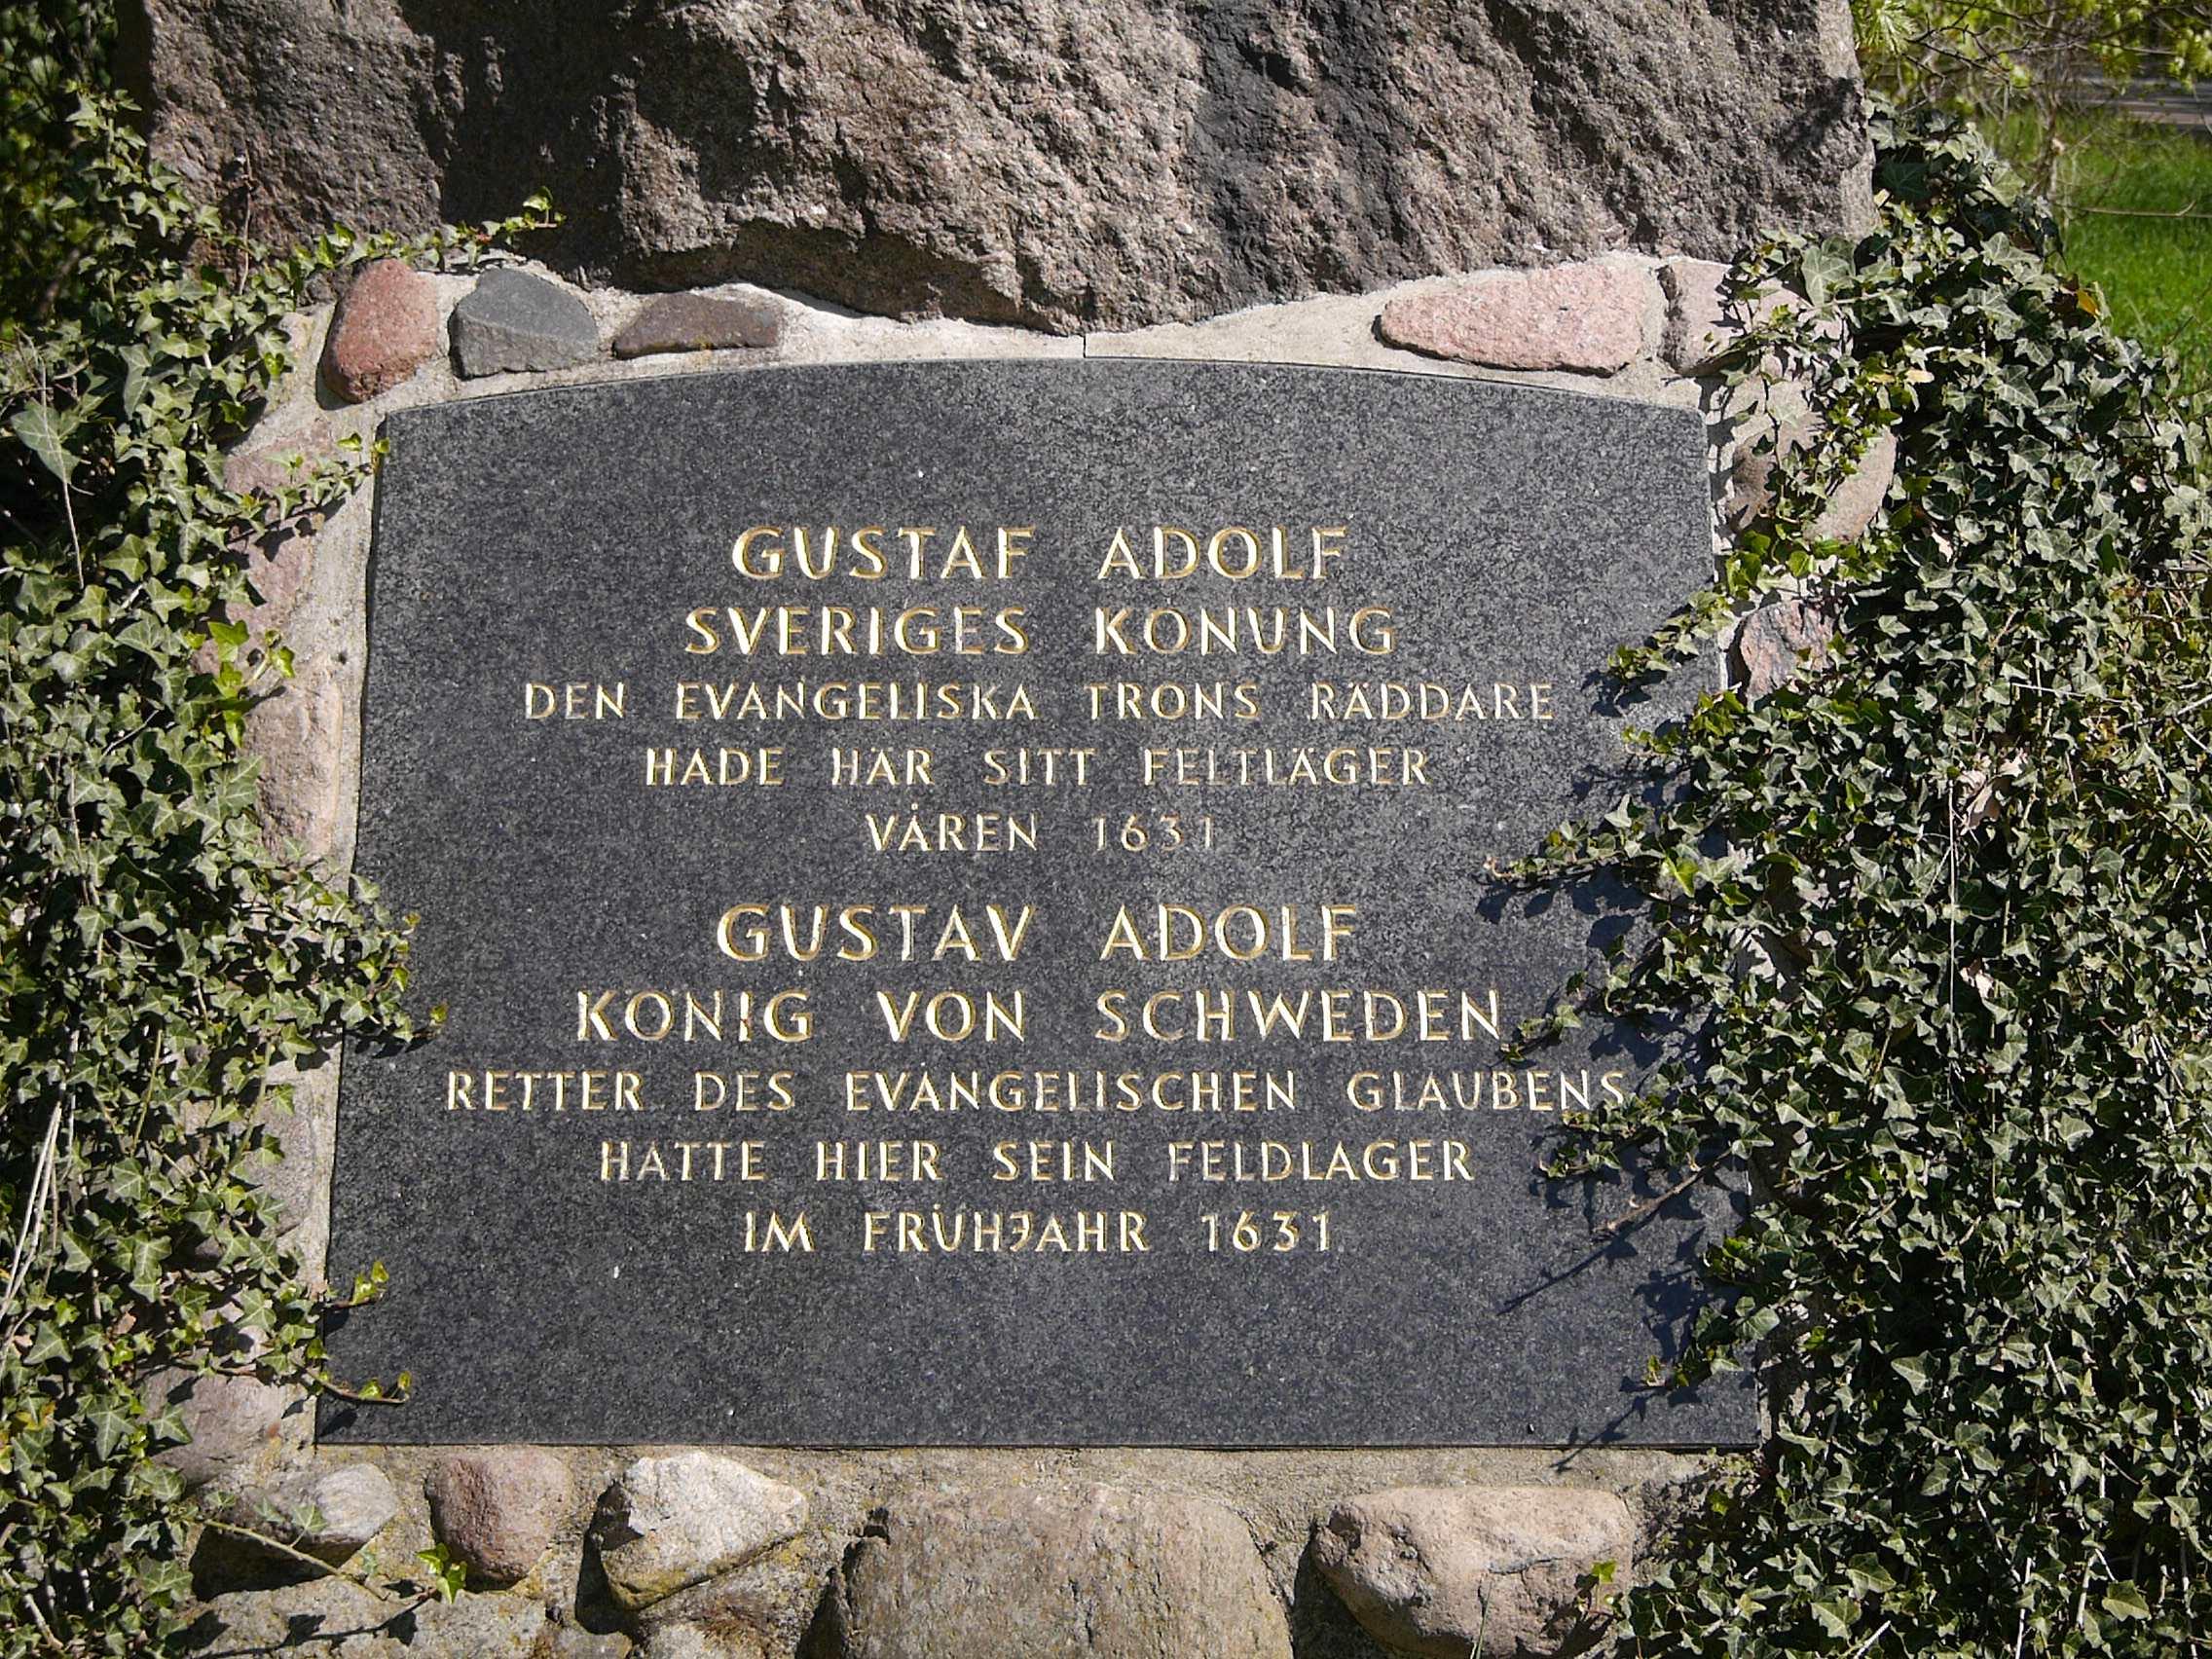 GUSTAF ADOLF
SVERIGES KONUNG
DEN EVANGELISKA TRONS RÄDDARE
HADE HÄR SITT FELTLÄGER
VÅREN 1631
GUSTAV ADOLF
KÖNIG VON SCHWEDEN
RETTER DES EVANGELISCHEN GLAUBENS
HATTE HIER SEIN FELDLAGER
IM FRÜHJAHR 1631